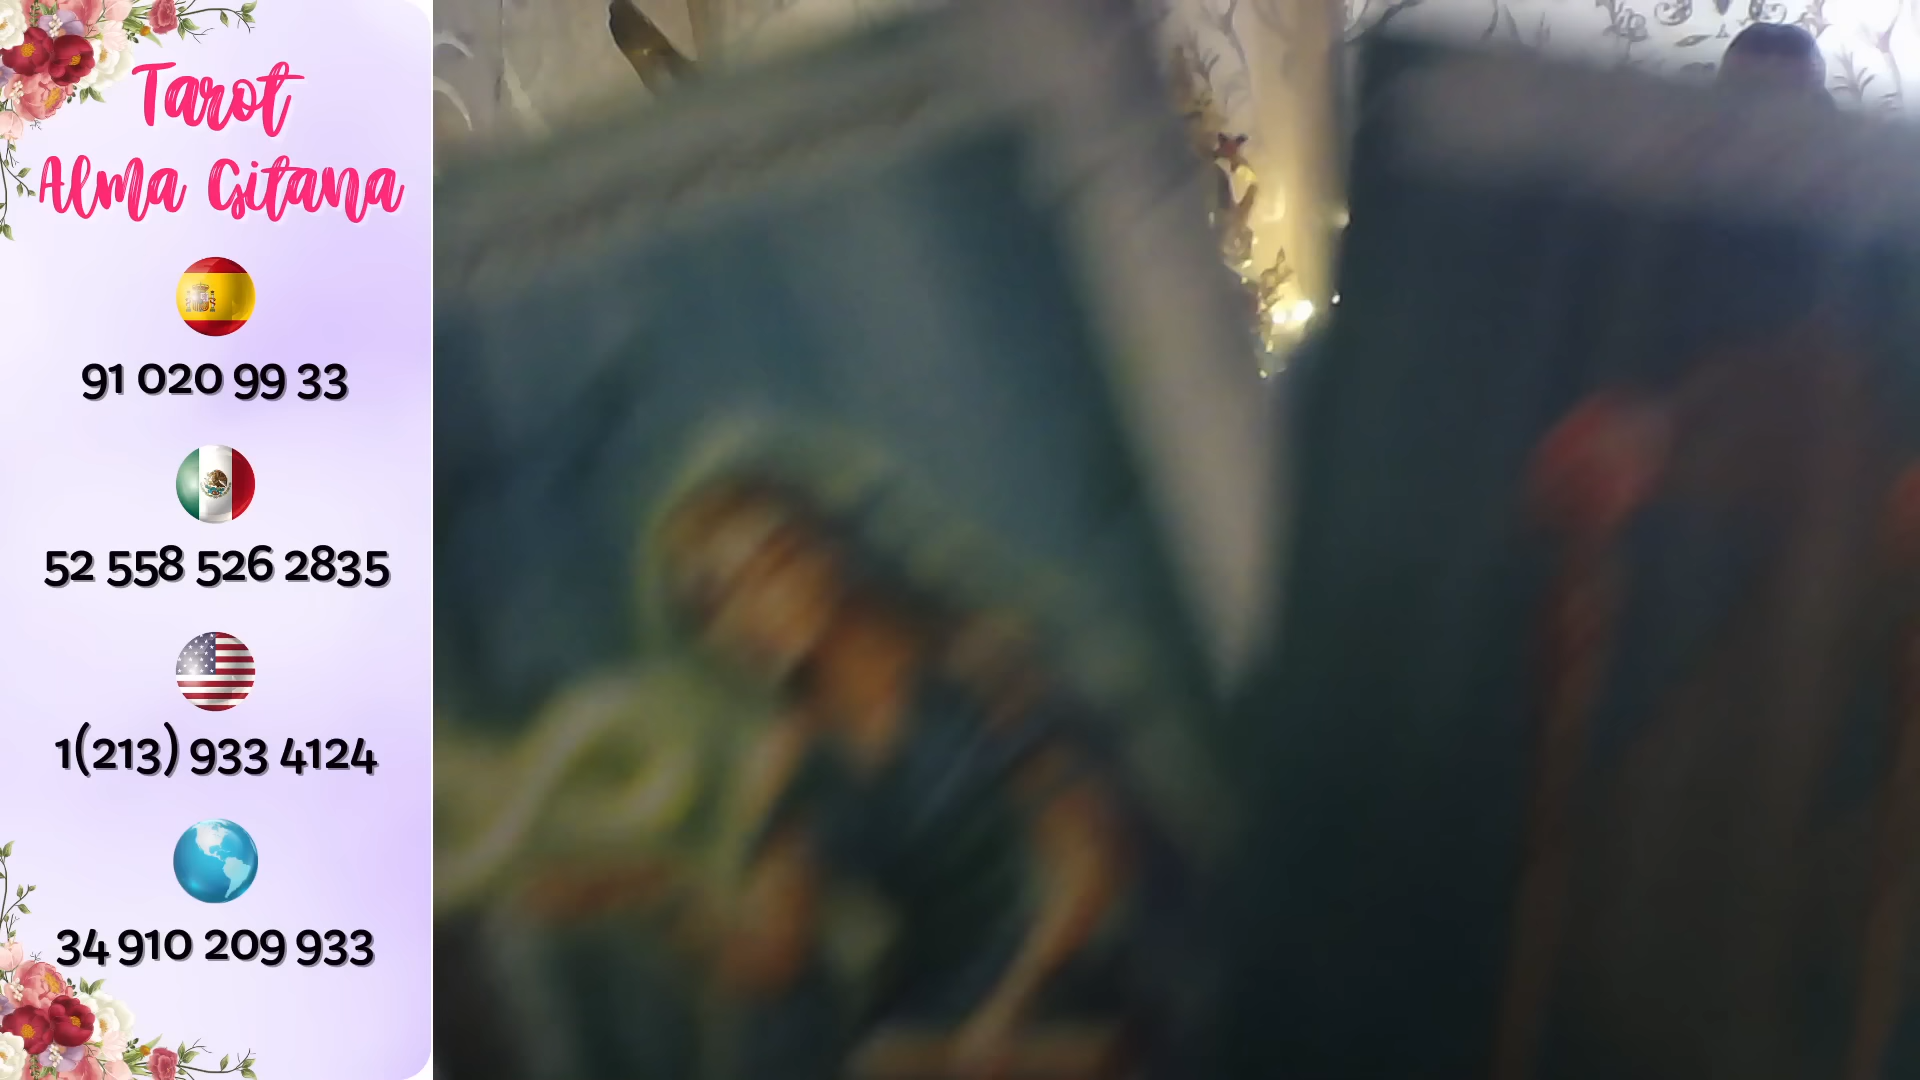 Tarot
Alma Gitana
91 020 99 33
52 558 526 2835
1(213) 933 4124
34 910 209 933